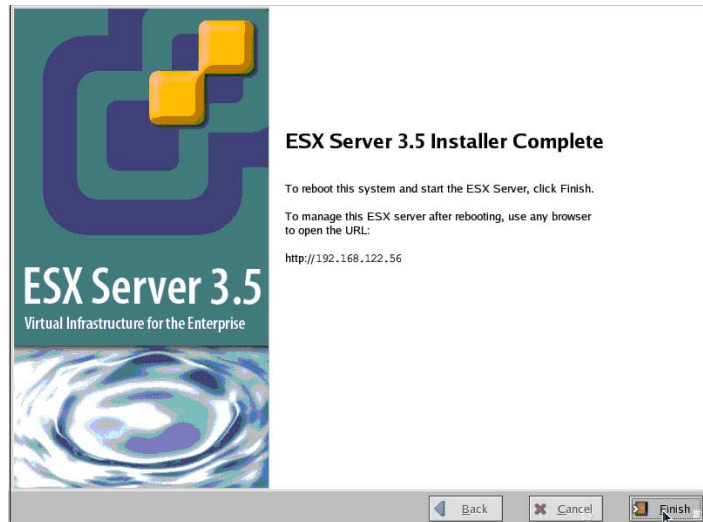 ESX Server 3.5 Installer Complete
To reboot this system and start the ESX Server, click Finish.
To manage this ESX server after rebooting, use any browser
to open the URL:
http://192.168.122.56
ESX Server 3.5
Virtual Infrastructure for the Enterprise
Back
Cancel
Finish